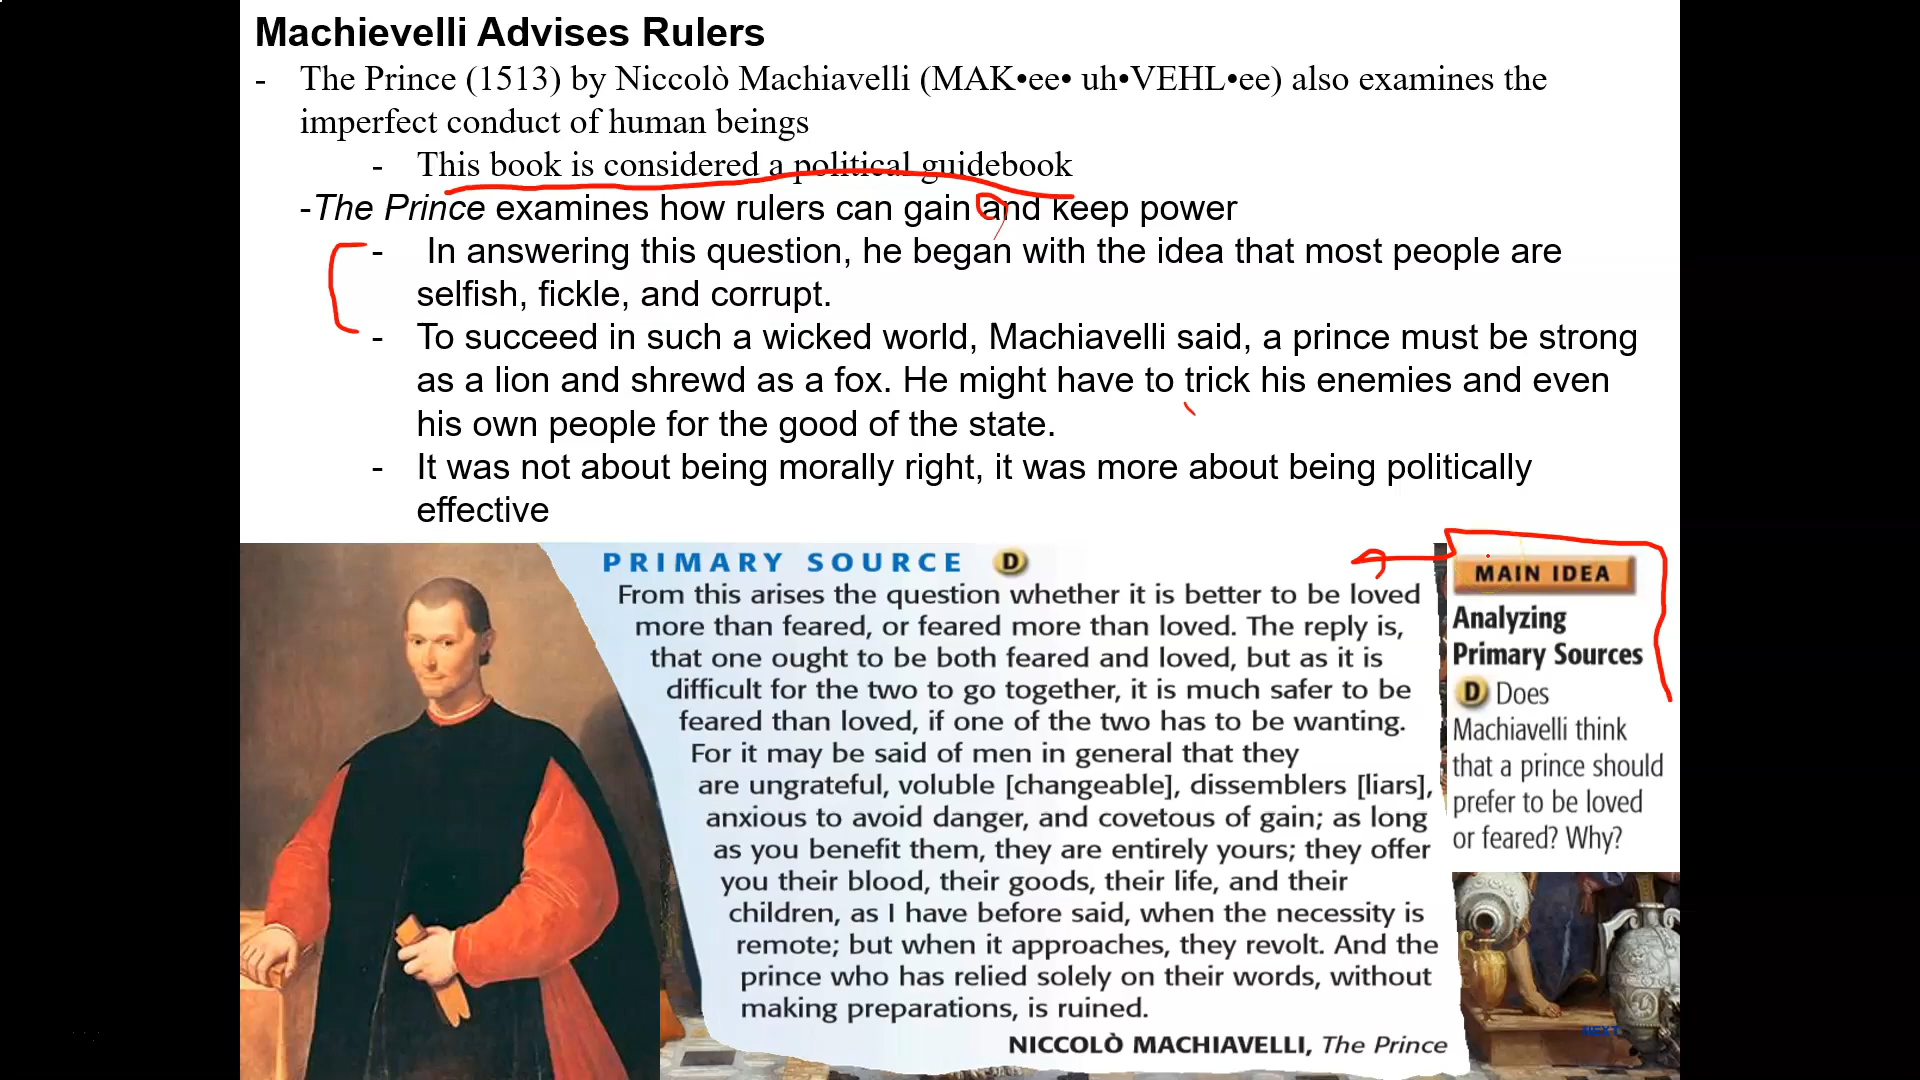 Machievelli Advises Rulers
- The Prince (1513) by Niccolò Machiavelli (MAK•ee• uh•VEHL•ee) also examines the
imperfect conduct of human beings
- This book is considered a political guidebook
-The Prince examines how rulers can gain and keep power
- In answering this question, he began with the idea that most people are
selfish, fickle, and corrupt.
- To succeed in such a wicked world, Machiavelli said, a prince must be strong
as a lion and shrewd as a fox. He might have to trick his enemies and even
his own people for the good of the state.
- It was not about being morally right, it was more about being politically
effective
PRIMARY SOURCE D
From this arises the question whether it is better to be loved
more than feared, or feared more than loved. The reply is,
that one ought to be both feared and loved, but as it is
difficult for the two to go together, it is much safer to be
feared than loved, if one of the two has to be wanting.
For it may be said of men in general that they
are ungrateful, voluble [changeable], dissemblers [liars],
anxious to avoid danger, and covetous of gain; as long
as you benefit them, they are entirely yours; they offer
you their blood, their goods, their life, and their
children, as I have before said, when the necessity is
remote; but when it approaches, they revolt. And the
prince who has relied solely on their words, without
making preparations, is ruined.
NICCOLÒ MACHIAVELLI, The Prince
MAIN IDEA
Analyzing
Primary Sources
D Does
Machiavelli think
that a prince should
prefer to be loved
or feared? Why?
NEXT